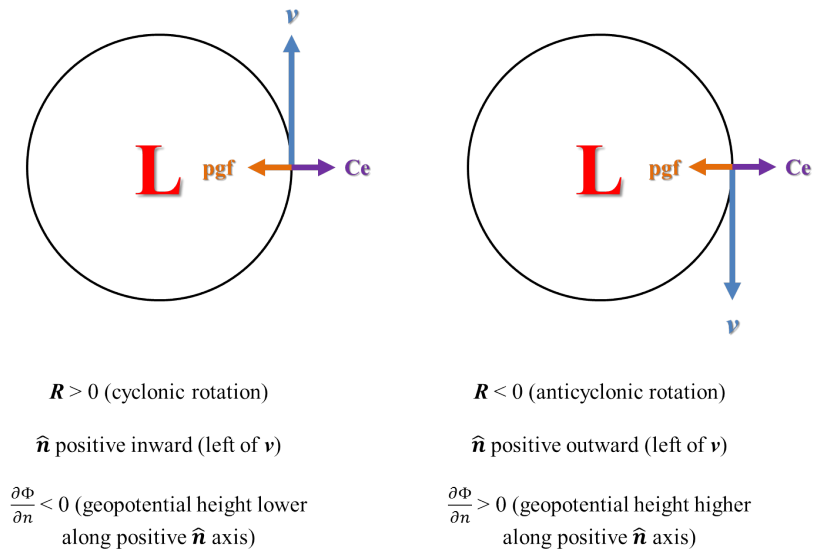 v
L
pgf
Ce
R > 0 (cyclonic rotation)
n̂ positive inward (left of v)
∂Φ/∂n < 0 (geopotential height lower
along positive n̂ axis)
L
pgf
Ce
v
R < 0 (anticyclonic rotation)
n̂ positive outward (left of v)
∂Φ/∂n > 0 (geopotential height higher
along positive n̂ axis)